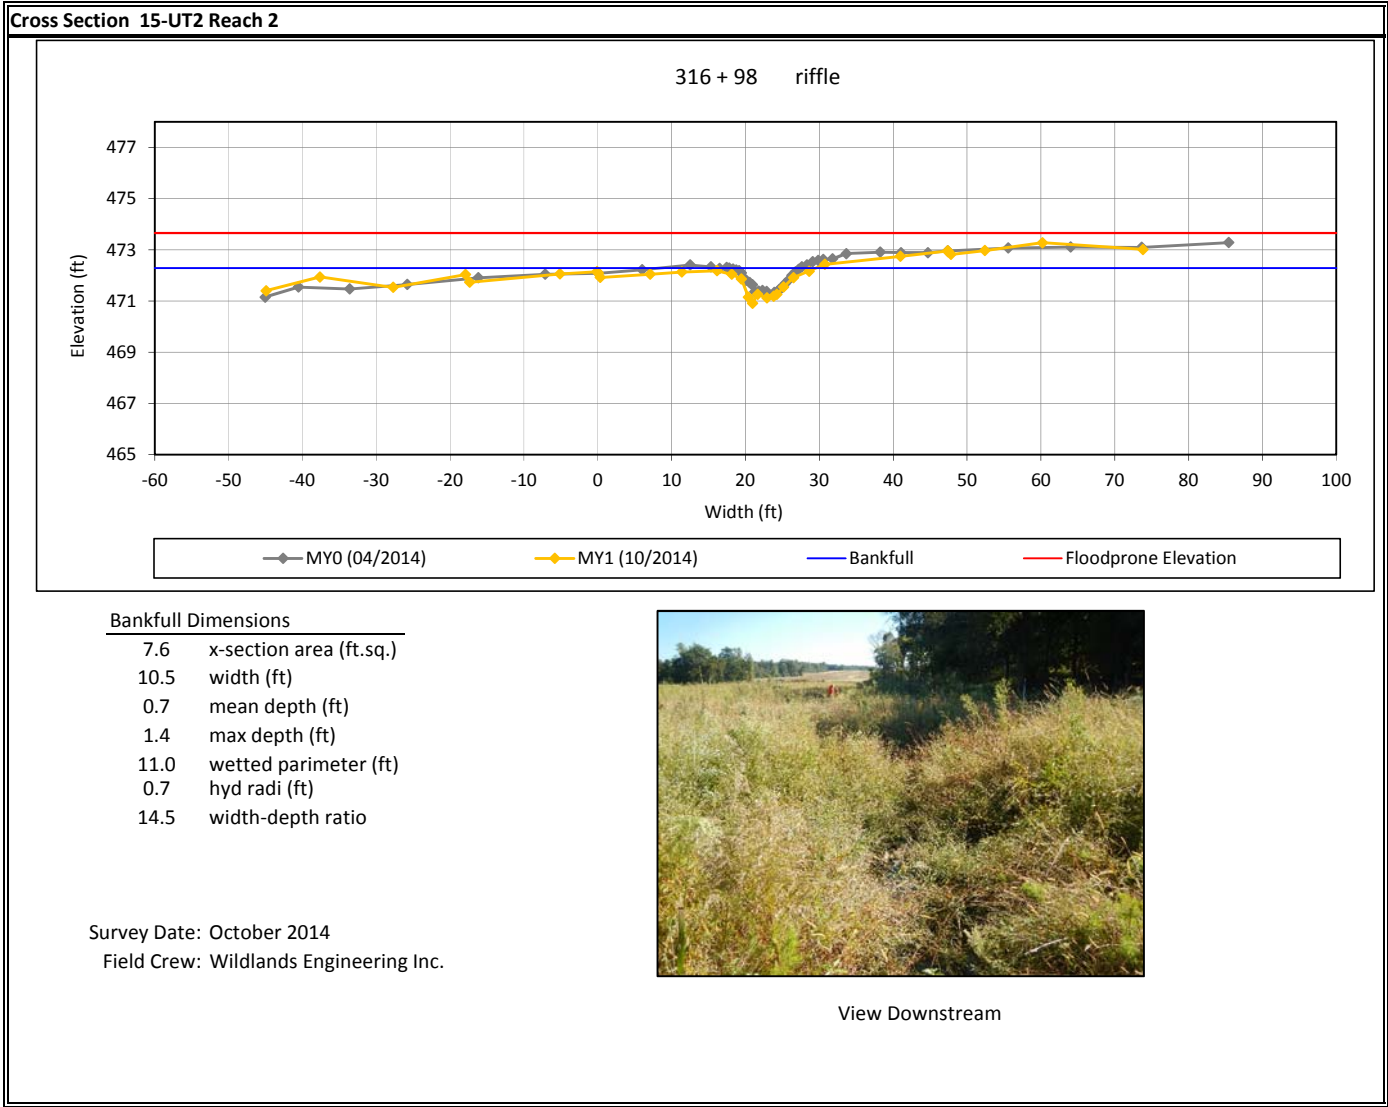 Cross Section 15-UT2 Reach 2
316 + 98 riffle
477
475
473
471
469
467
465
Elevation (ft)
-60 -50 -40 -30 -20 -10 0 10 20 30 40 50 60 70 80 90 100
Width (ft)
MY0 (04/2014) MY1 (10/2014) Bankfull Floodprone Elevation
Bankfull Dimensions
7.6 x-section area (ft.sq.)
10.5 width (ft)
0.7 mean depth (ft)
1.4 max depth (ft)
11.0 wetted parimeter (ft)
0.7 hyd radi (ft)
14.5 width-depth ratio
Survey Date: October 2014
Field Crew: Wildlands Engineering Inc.
View Downstream